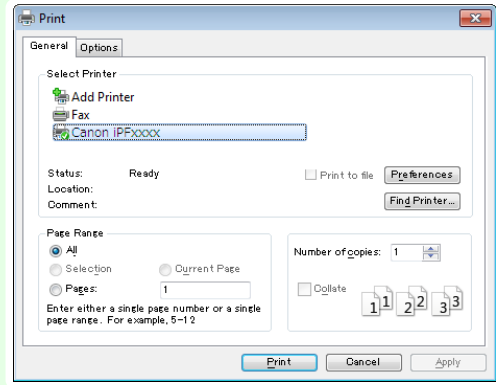 Print
General Options
Select Printer
Add Printer
Fax
Canon iPFxxxx
Status: Ready
Print to file Preferences
Location:
Comment:
Find Printer...
Page Range
All
Selection Current Page
Pages: 1
Enter either a single page number or a single
page range. For example, 5-12
Number of copies: 1
Collate
1 1 2 2 3 3
Print Cancel Apply